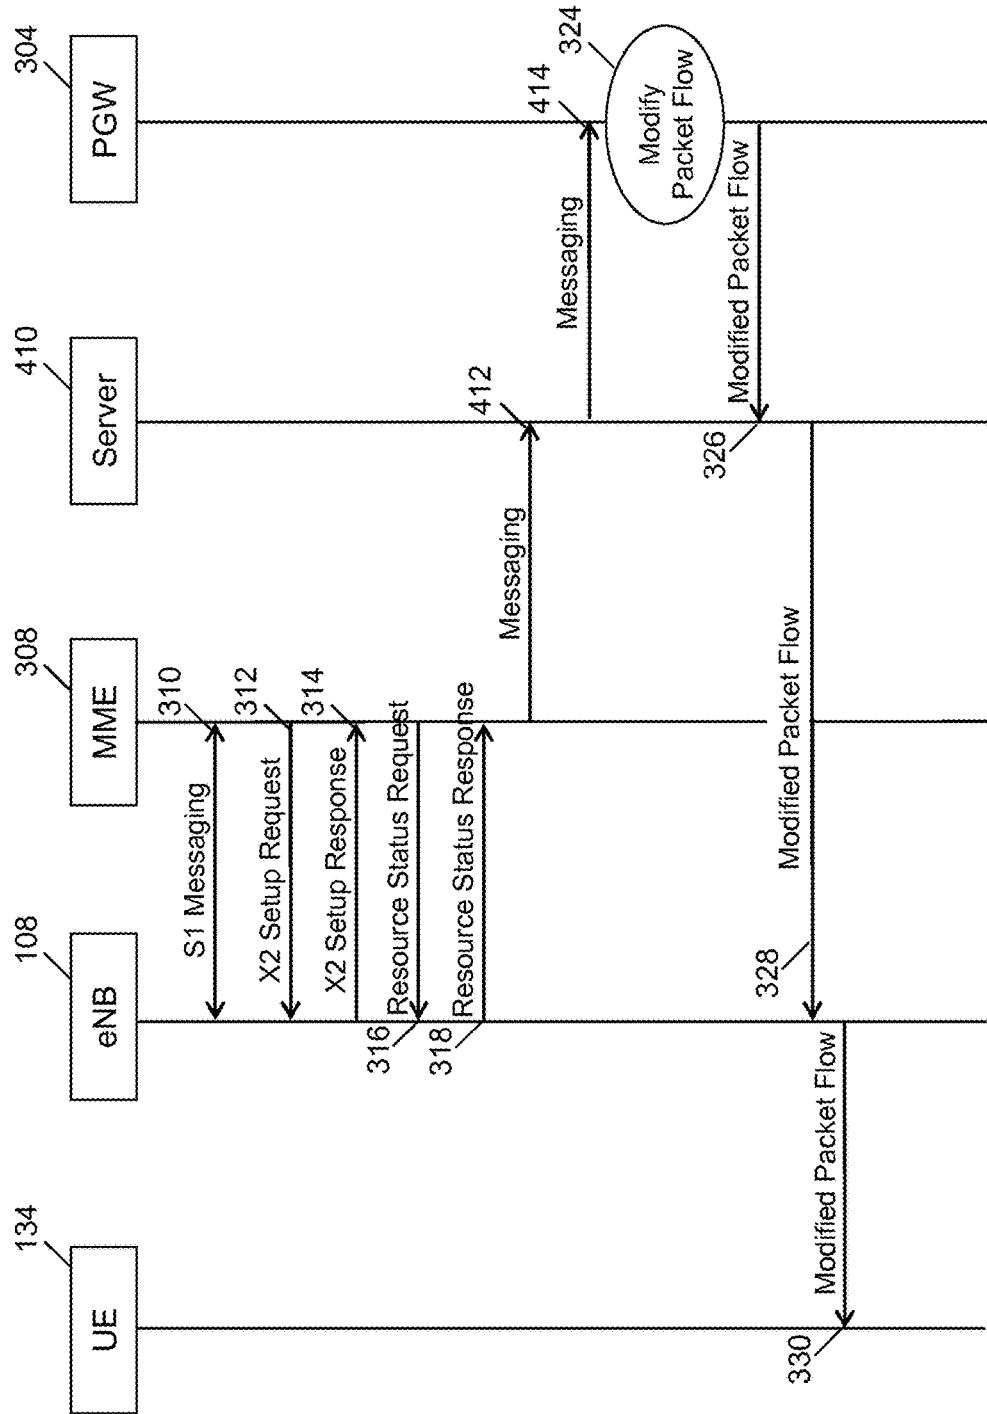 134
108
308
410
304
UE
eNB
MME
Server
PGW
310
S1 Messaging
312
X2 Setup Request
314
X2 Setup Response
316
Resource Status Request
318
Resource Status Response
412
Messaging
414
Messaging
324
Modify
Packet Flow
326
Modified Packet Flow
328
Modified Packet Flow
330
Modified Packet Flow